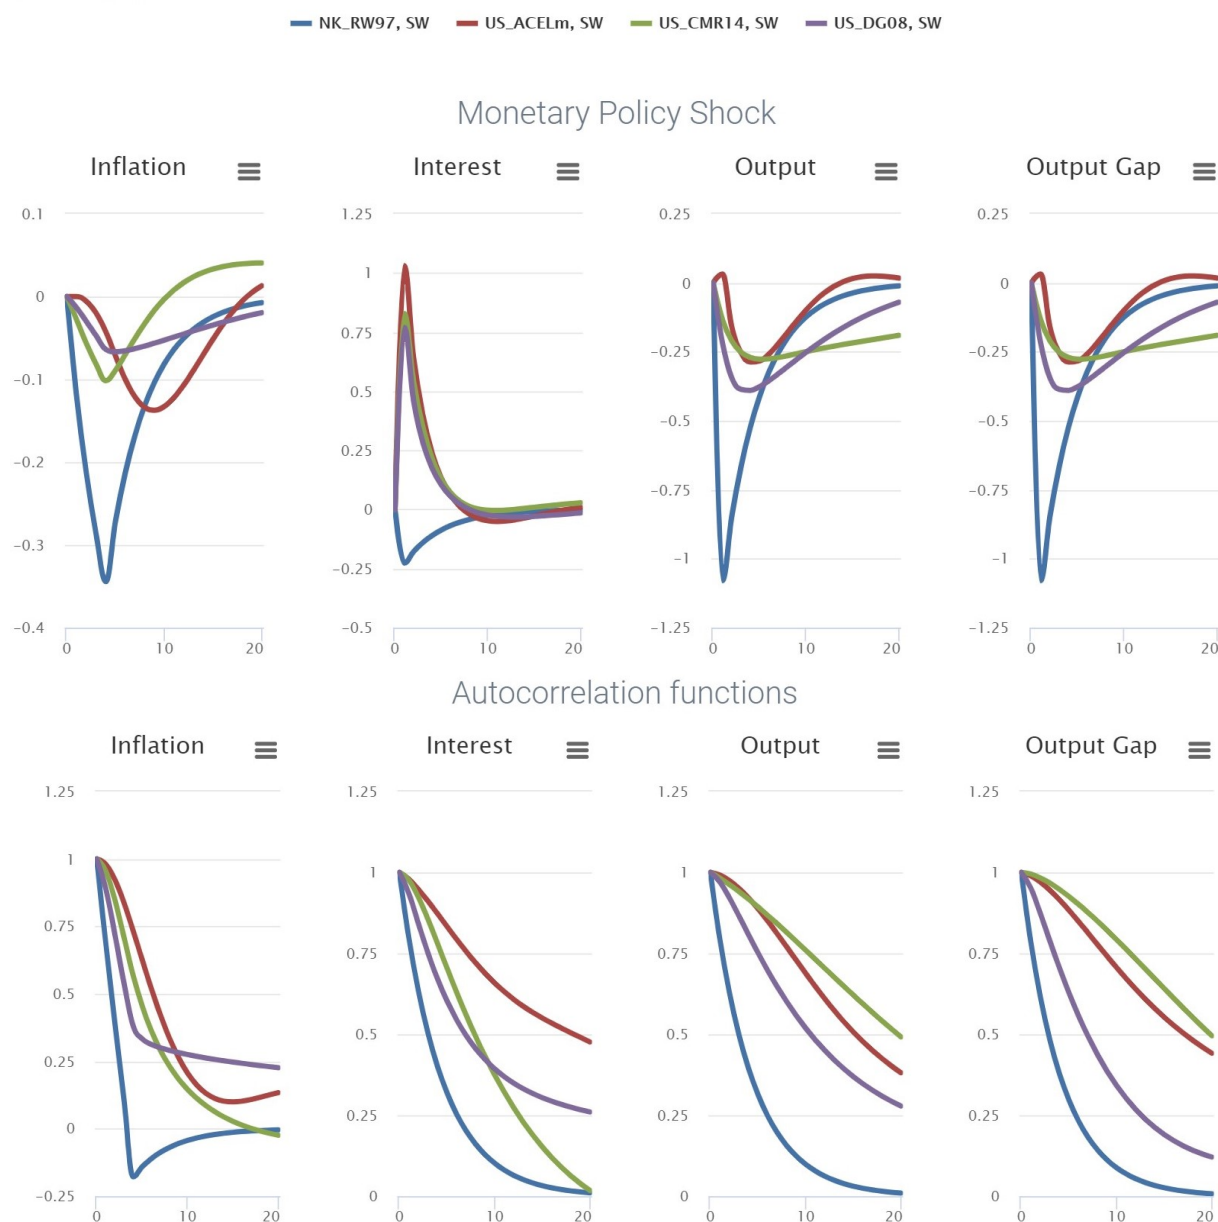 NK_RW97, SW US_ACELm, SW US_CMR14, SW US_DG08, SW
Monetary Policy Shock
Inflation Interest Output Output Gap
0.1 1.25 0.25 0.25
0 1 0 0
−0.1 0.75 −0.25 −0.25
−0.2 0.5 −0.5 −0.5
−0.3 0.25 −0.75 −0.75
−0.4 0 −1 −1
−0.25 −1.25 −1.25
−0.5
0 10 20 0 10 20 0 10 20 0 10 20
Autocorrelation functions
Inflation Interest Output Output Gap
1.25 1.25 1.25 1.25
1 1 1 1
0.75 0.75 0.75 0.75
0.5 0.5 0.5 0.5
0.25 0.25 0.25 0.25
0 0 0 0
−0.25
0 10 20 0 10 20 0 10 20 0 10 20